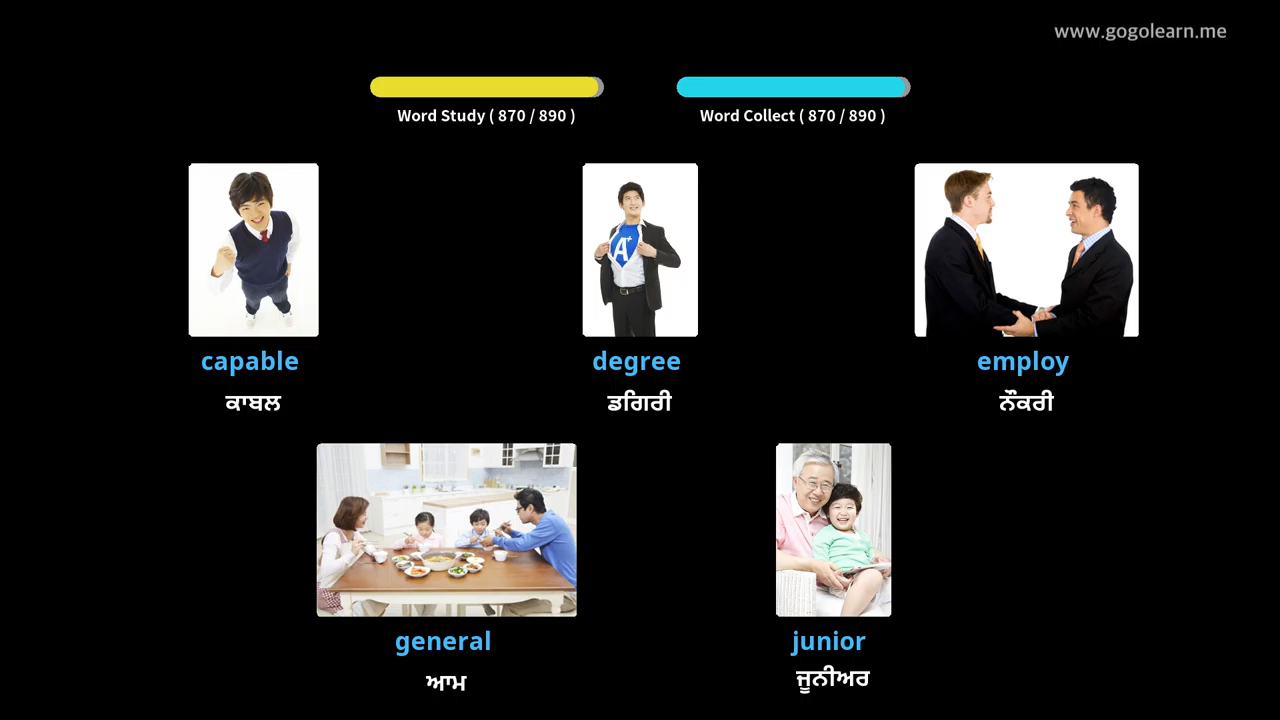 www.gogolearn.me
Word Study ( 870 / 890 )
Word Collect ( 870 / 890 )
A+
capable
degree
employ
ਕਾਬਲ
ਡਿਗਰੀ
ਨੌਕਰੀ
general
junior
ਆਮ
ਜੂਨੀਅਰ